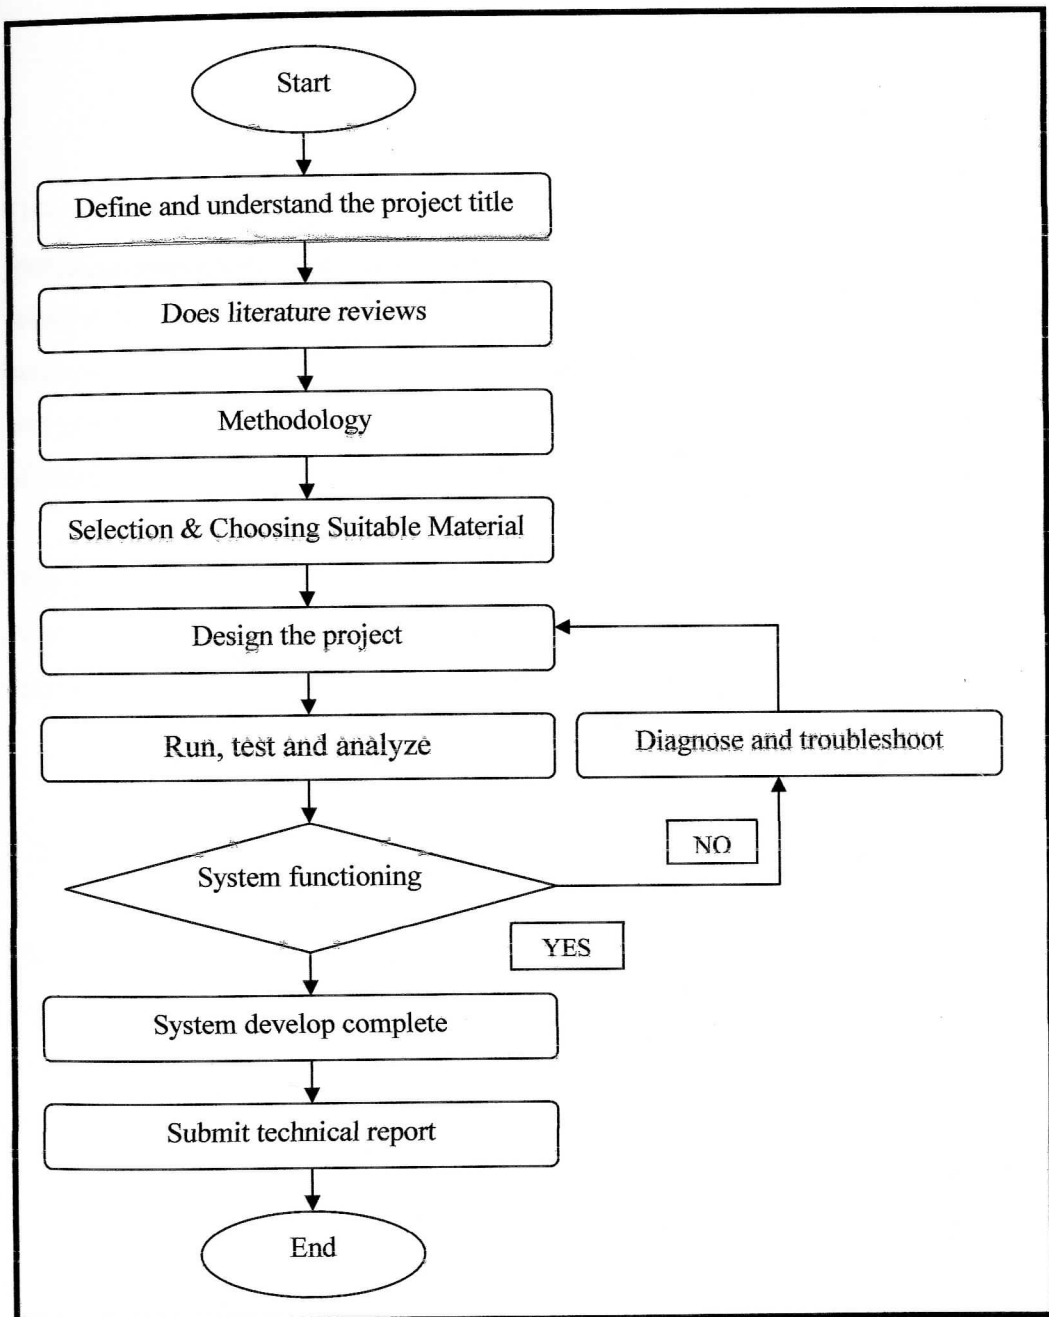 Start
Define and understand the project title
Does literature reviews
Methodology
Selection & Choosing Suitable Material
Design the project
Run, test and analyze
Diagnose and troubleshoot
NO
System functioning
YES
System develop complete
Submit technical report
End